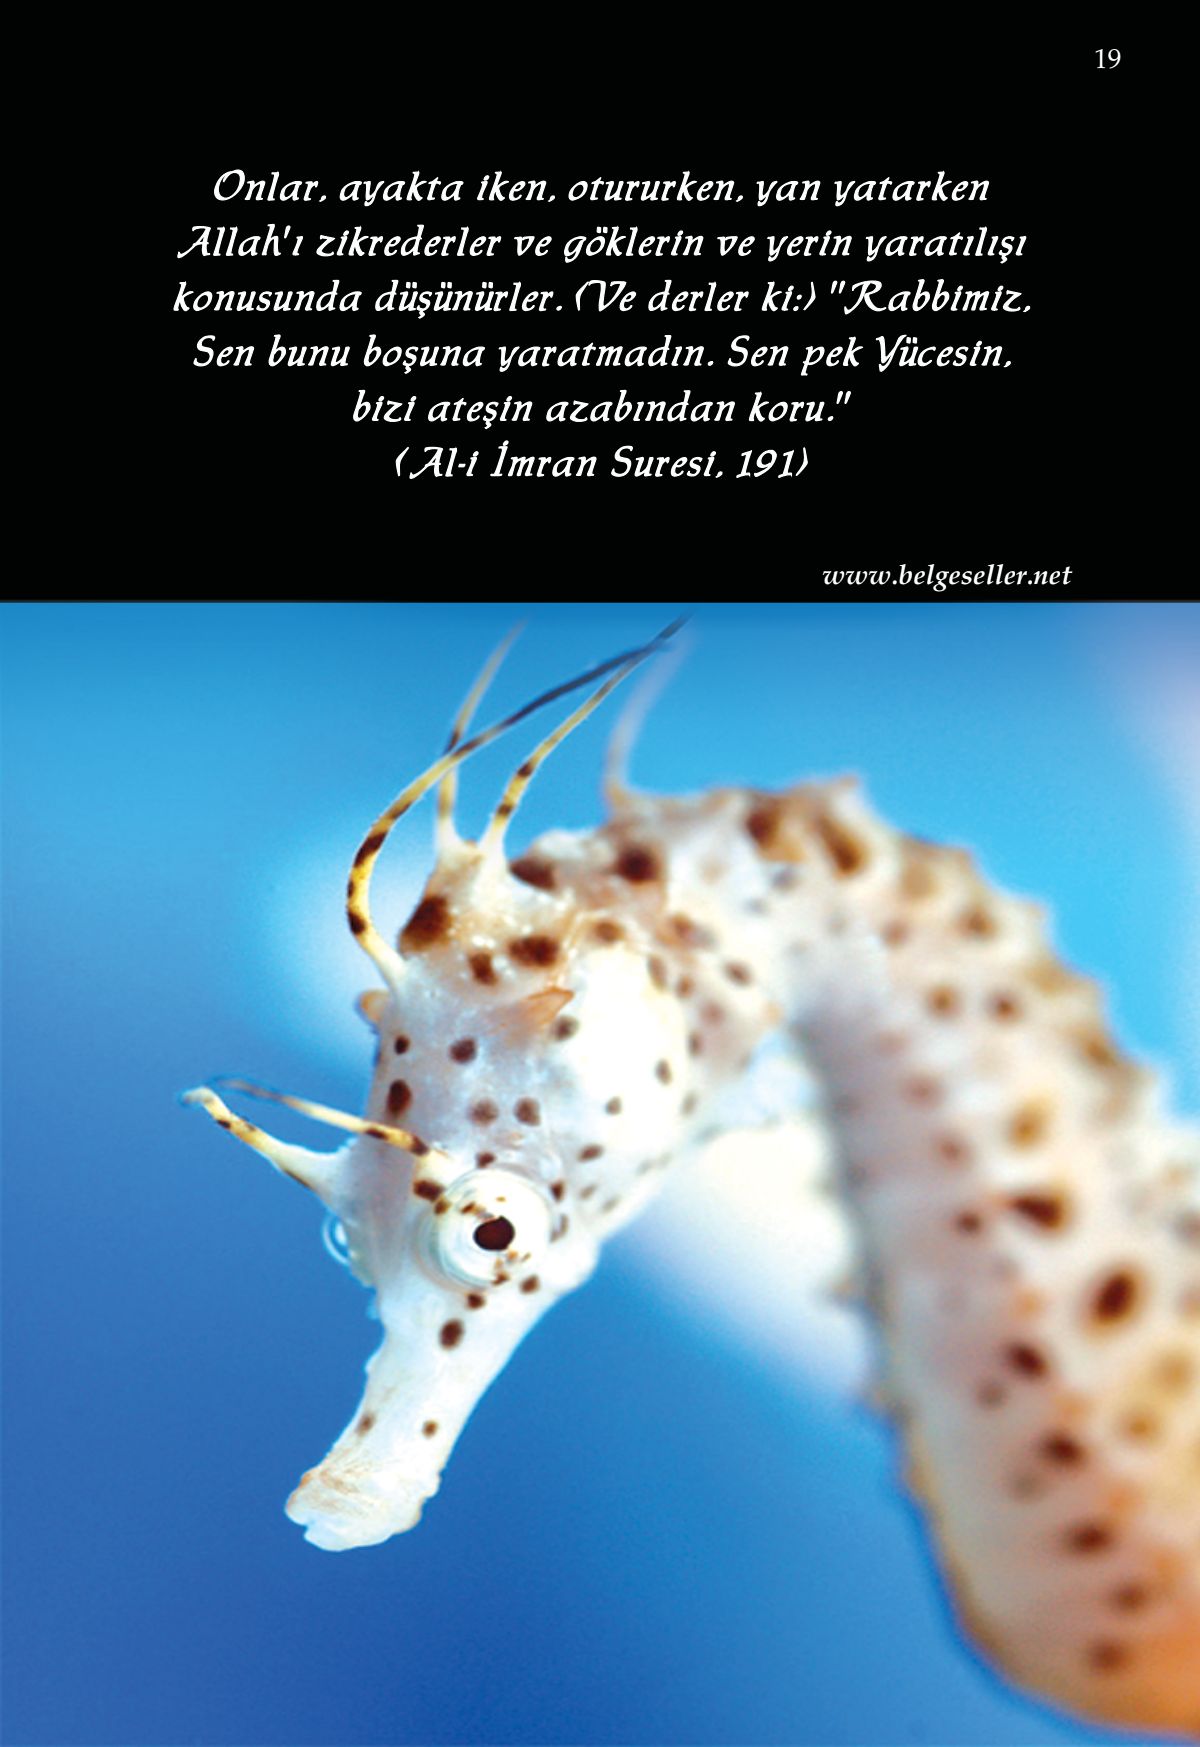 19
Onlar, ayakta iken, otururken, yan yatarken
Allah'ı zikrederler ve göklerin ve yerin yaratılışı
konusunda düşünürler. (Ve derler ki:) "Rabbimiz,
Sen bunu boşuna yaratmadın. Sen pek Yücesin,
bizi ateşin azabından koru."
(Al-i İmran Suresi, 191)
www.belgeseller.net